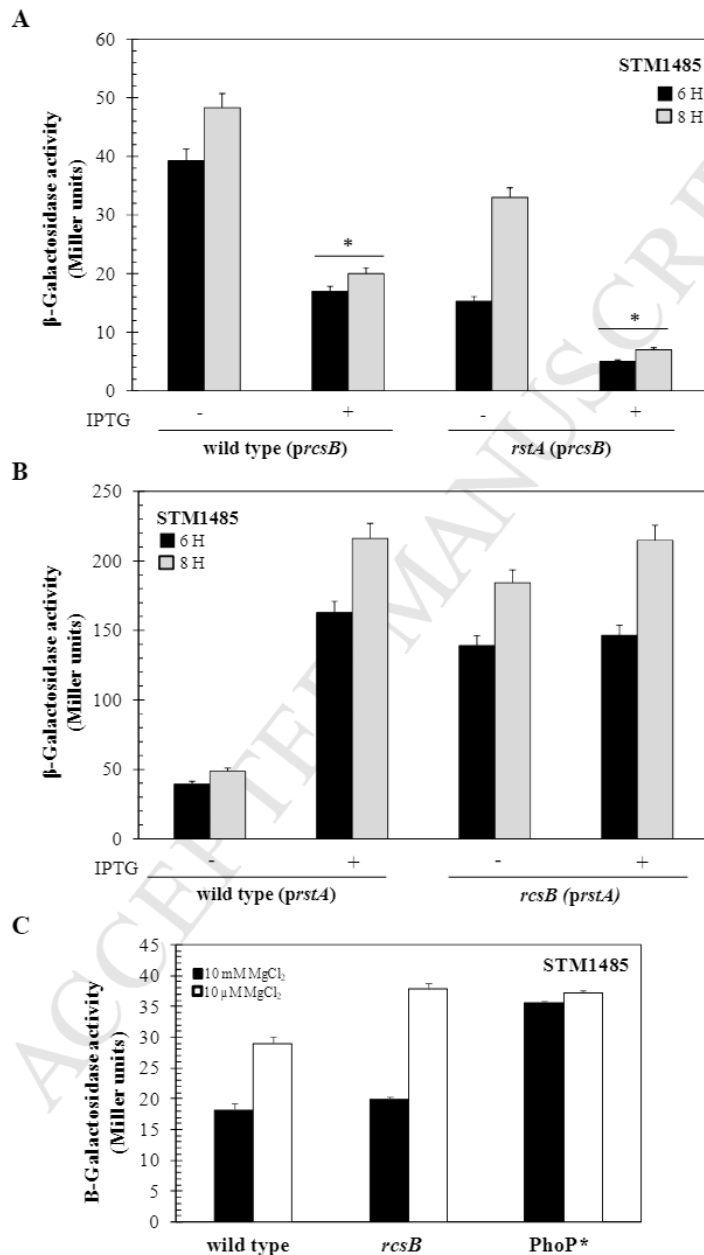 A
60
50
40
30
20
10
0
β-Galactosidase activity
(Miller units)
STM1485
6 H
8 H
*
*
IPTG - + - +
wild type (prcsB) rstA (prcsB)
B
250
200
150
100
50
0
β-Galactosidase activity
(Miller units)
STM1485
6 H
8 H
IPTG - + - +
wild type (prstA) rcsB (prstA)
C
45
40
35
30
25
20
15
10
5
0
B-Galactosidase activity
(Miller units)
10 mM MgCl₂
10 µM MgCl₂
STM1485
wild type rcsB PhoP*
ACCEPTED MANUSCRI